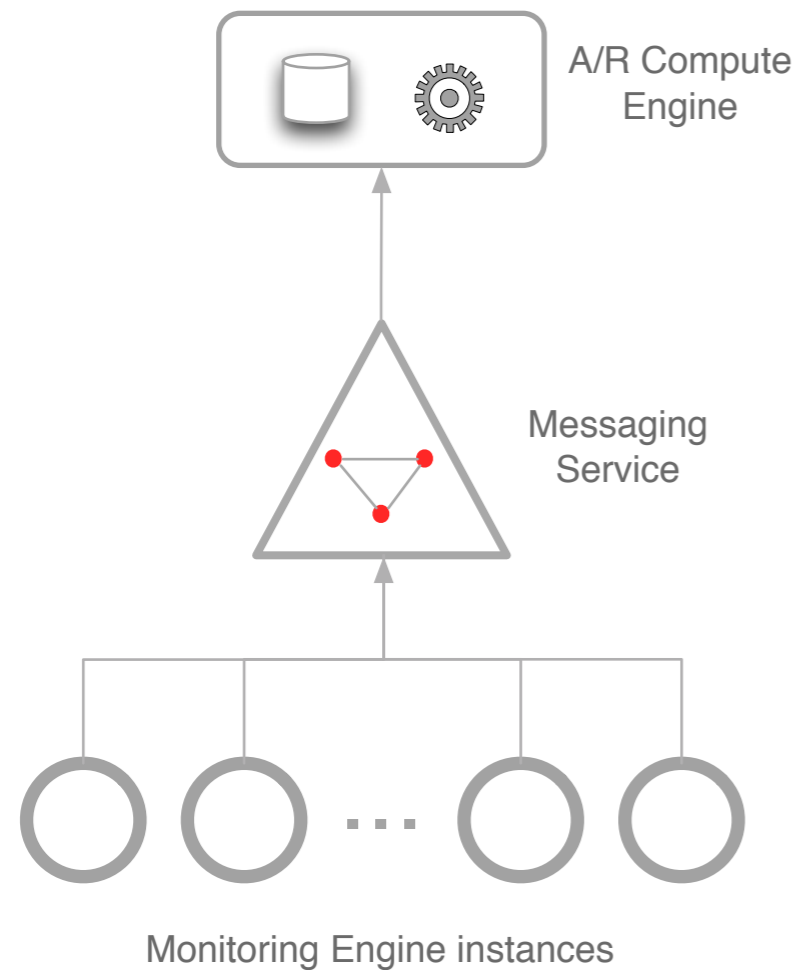 A/R Compute
Engine
Messaging
Service
Monitoring Engine instances